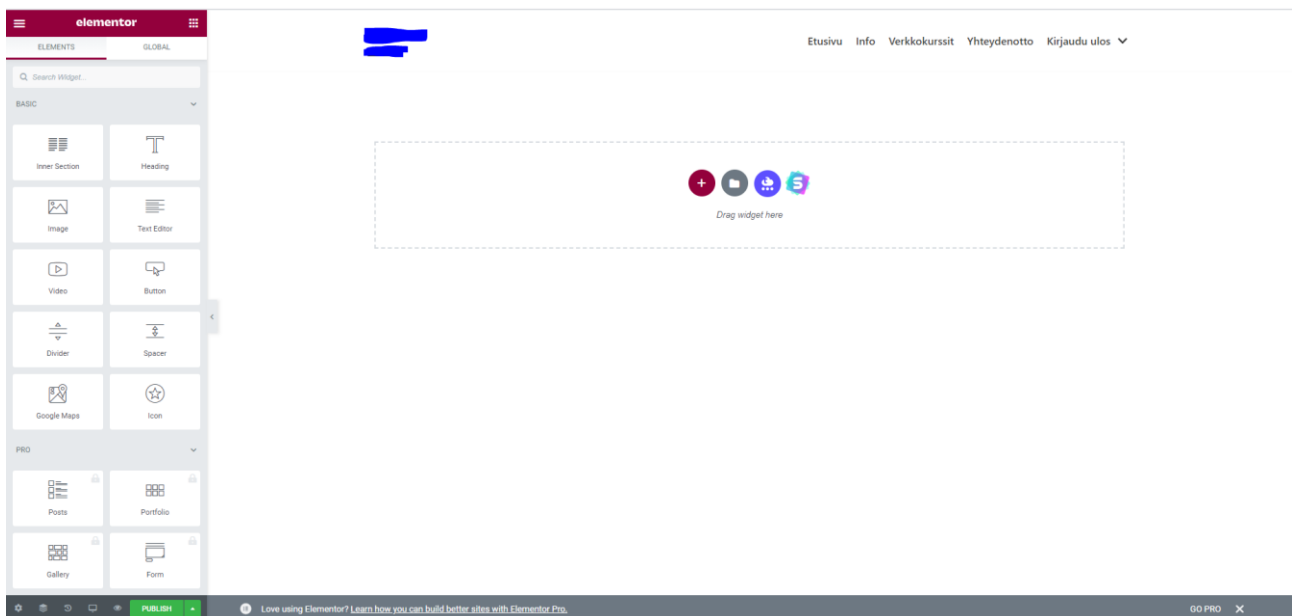 elementor
ELEMENTS GLOBAL
Search Widget...
BASIC
Inner Section Heading
Image Text Editor
Video Button
Divider Spacer
Google Maps Icon
PRO
Posts Portfolio
Gallery Form
PUBLISH
Etusivu Info Verkkokurssit Yhteydenotto Kirjaudu ulos
Drag widget here
Love using Elementor? Learn how you can build better sites with Elementor Pro.
GO PRO X